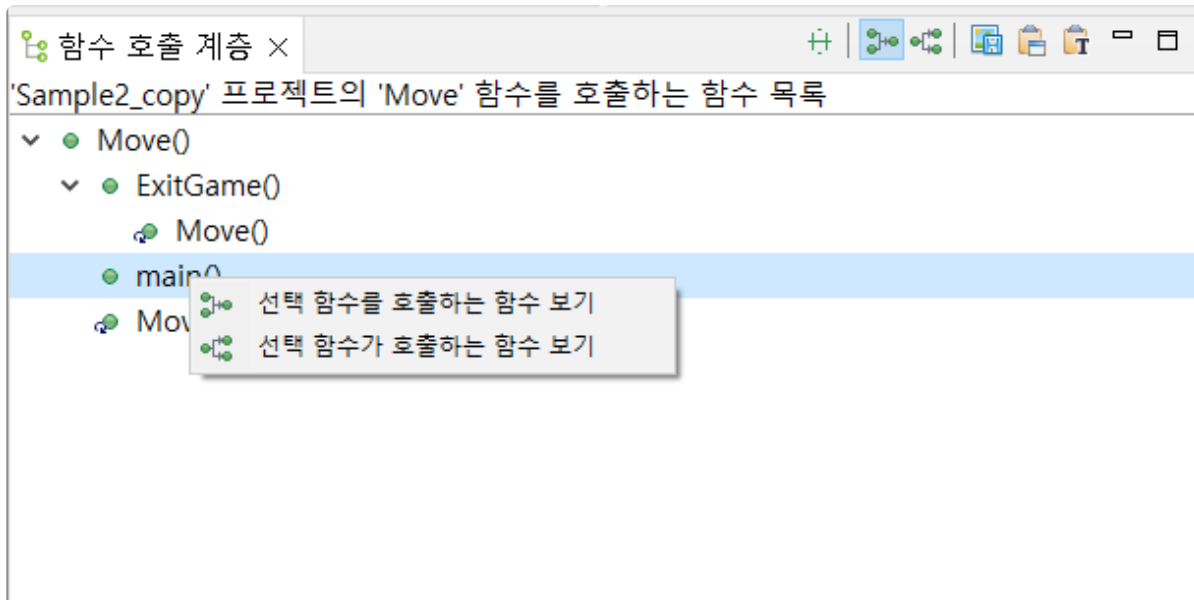 함수 호출 계층
'Sample2_copy' 프로젝트의 'Move' 함수를 호출하는 함수 목록
Move()
ExitGame()
Move()
main()
선택 함수를 호출하는 함수 보기
선택 함수가 호출하는 함수 보기